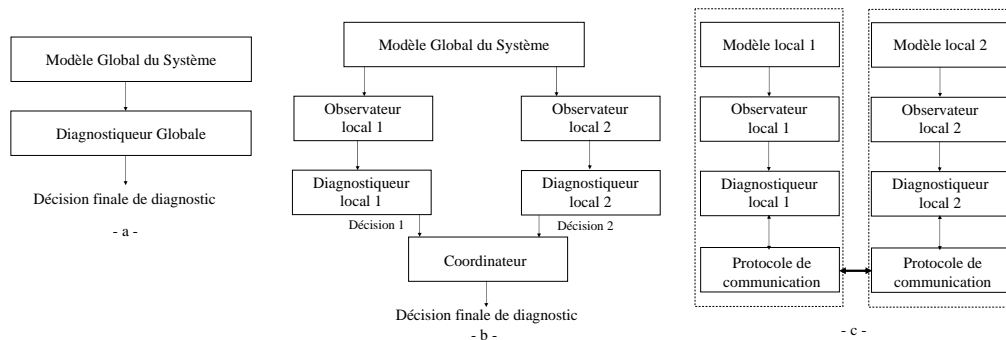 Modèle Global du Système
Diagnostiqueur Globale
Décision finale de diagnostic
- a -
Modèle Global du Système
Observateur
local 1
Observateur
local 2
Diagnostiqueur
local 1
Diagnostiqueur
local 2
Décision 1
Décision 2
Coordinateur
Décision finale de diagnostic
- b -
Modèle local 1
Observateur
local 1
Diagnostiqueur
local 1
Protocole de
communication
Modèle local 2
Observateur
local 2
Diagnostiqueur
local 2
Protocole de
communication
- c -